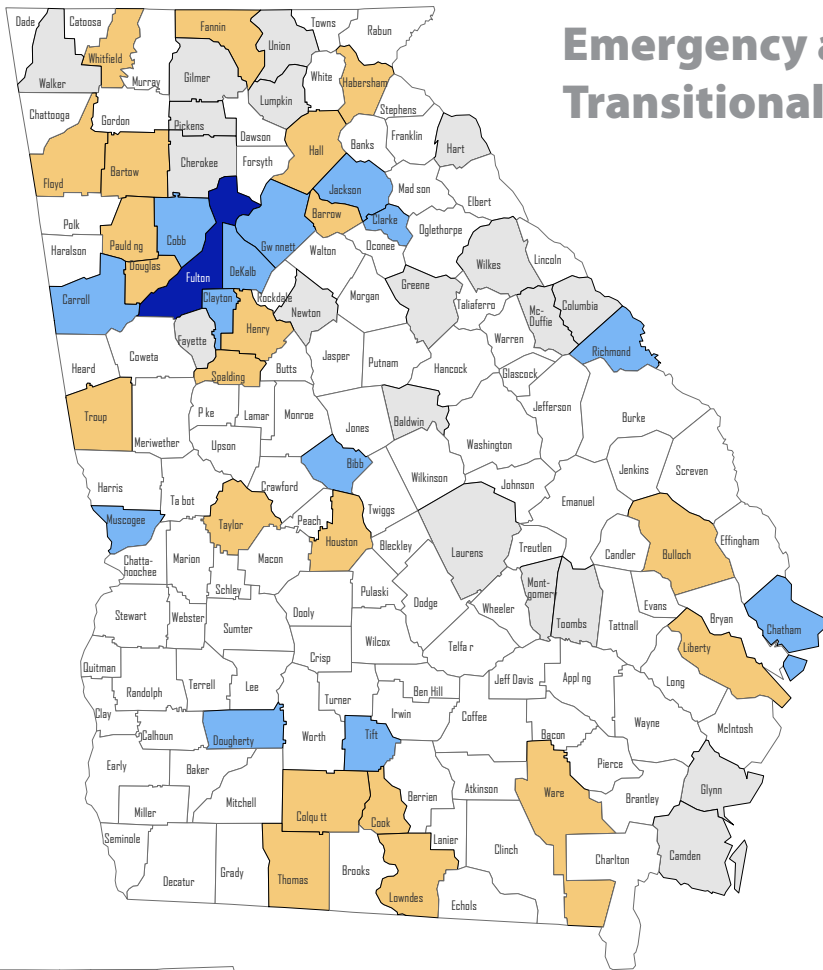 Emergency a
Transitional
Dade
Catoosa
Fannin
Towns
Rabun
Whitfield
Union
Walker
Murray
Gilmer
White
Habersham
Chattooga
Gordon
Lumpkin
Stephens
Pickens
Dawson
Banks
Franklin
Hart
Floyd
Bartow
Cherokee
Forsyth
Hall
Jackson
Mad son
Elbert
Polk
Pauld ng
Cobb
Gw nnett
Barrow
Clarke
Oglethorpe
Haralson
Douglas
Fulton
DeKalb
Walton
Oconee
Wilkes
Lincoln
Carroll
Clayton
Rockdale
Newton
Morgan
Greene
Taliaferro
Mc-
Duffie
Columbia
Henry
Fayette
Warren
Richmond
Heard
Coweta
Spalding
Butts
Jasper
Putnam
Hancock
Glascock
Troup
Meriwether
P ke
Lamar
Monroe
Jones
Baldwin
Jefferson
Burke
Upson
Washington
Harris
Ta bot
Crawford
Bibb
Wilkinson
Johnson
Jenkins
Screven
Emanuel
Muscogee
Taylor
Peach
Twiggs
Houston
Bleckley
Laurens
Treutlen
Candler
Bulloch
Effingham
Chatta-
hoochee
Marion
Macon
Schley
Pulaski
Dodge
Mont-
gomery
Wheeler
Toombs
Evans
Tattnall
Bryan
Chatham
Stewart
Webster
Sumter
Dooly
Wilcox
Telfa r
Liberty
Quitman
Randolph
Terrell
Lee
Crisp
Turner
Ben Hill
Irwin
Jeff Davis
Appl ng
Long
Clay
Calhoun
Dougherty
Worth
Tift
Coffee
Bacon
Wayne
McIntosh
Early
Baker
Mitchell
Colqu tt
Cook
Berrien
Atkinson
Ware
Pierce
Brantley
Glynn
Miller
Seminole
Decatur
Grady
Thomas
Brooks
Lowndes
Lanier
Clinch
Echols
Charlton
Camden